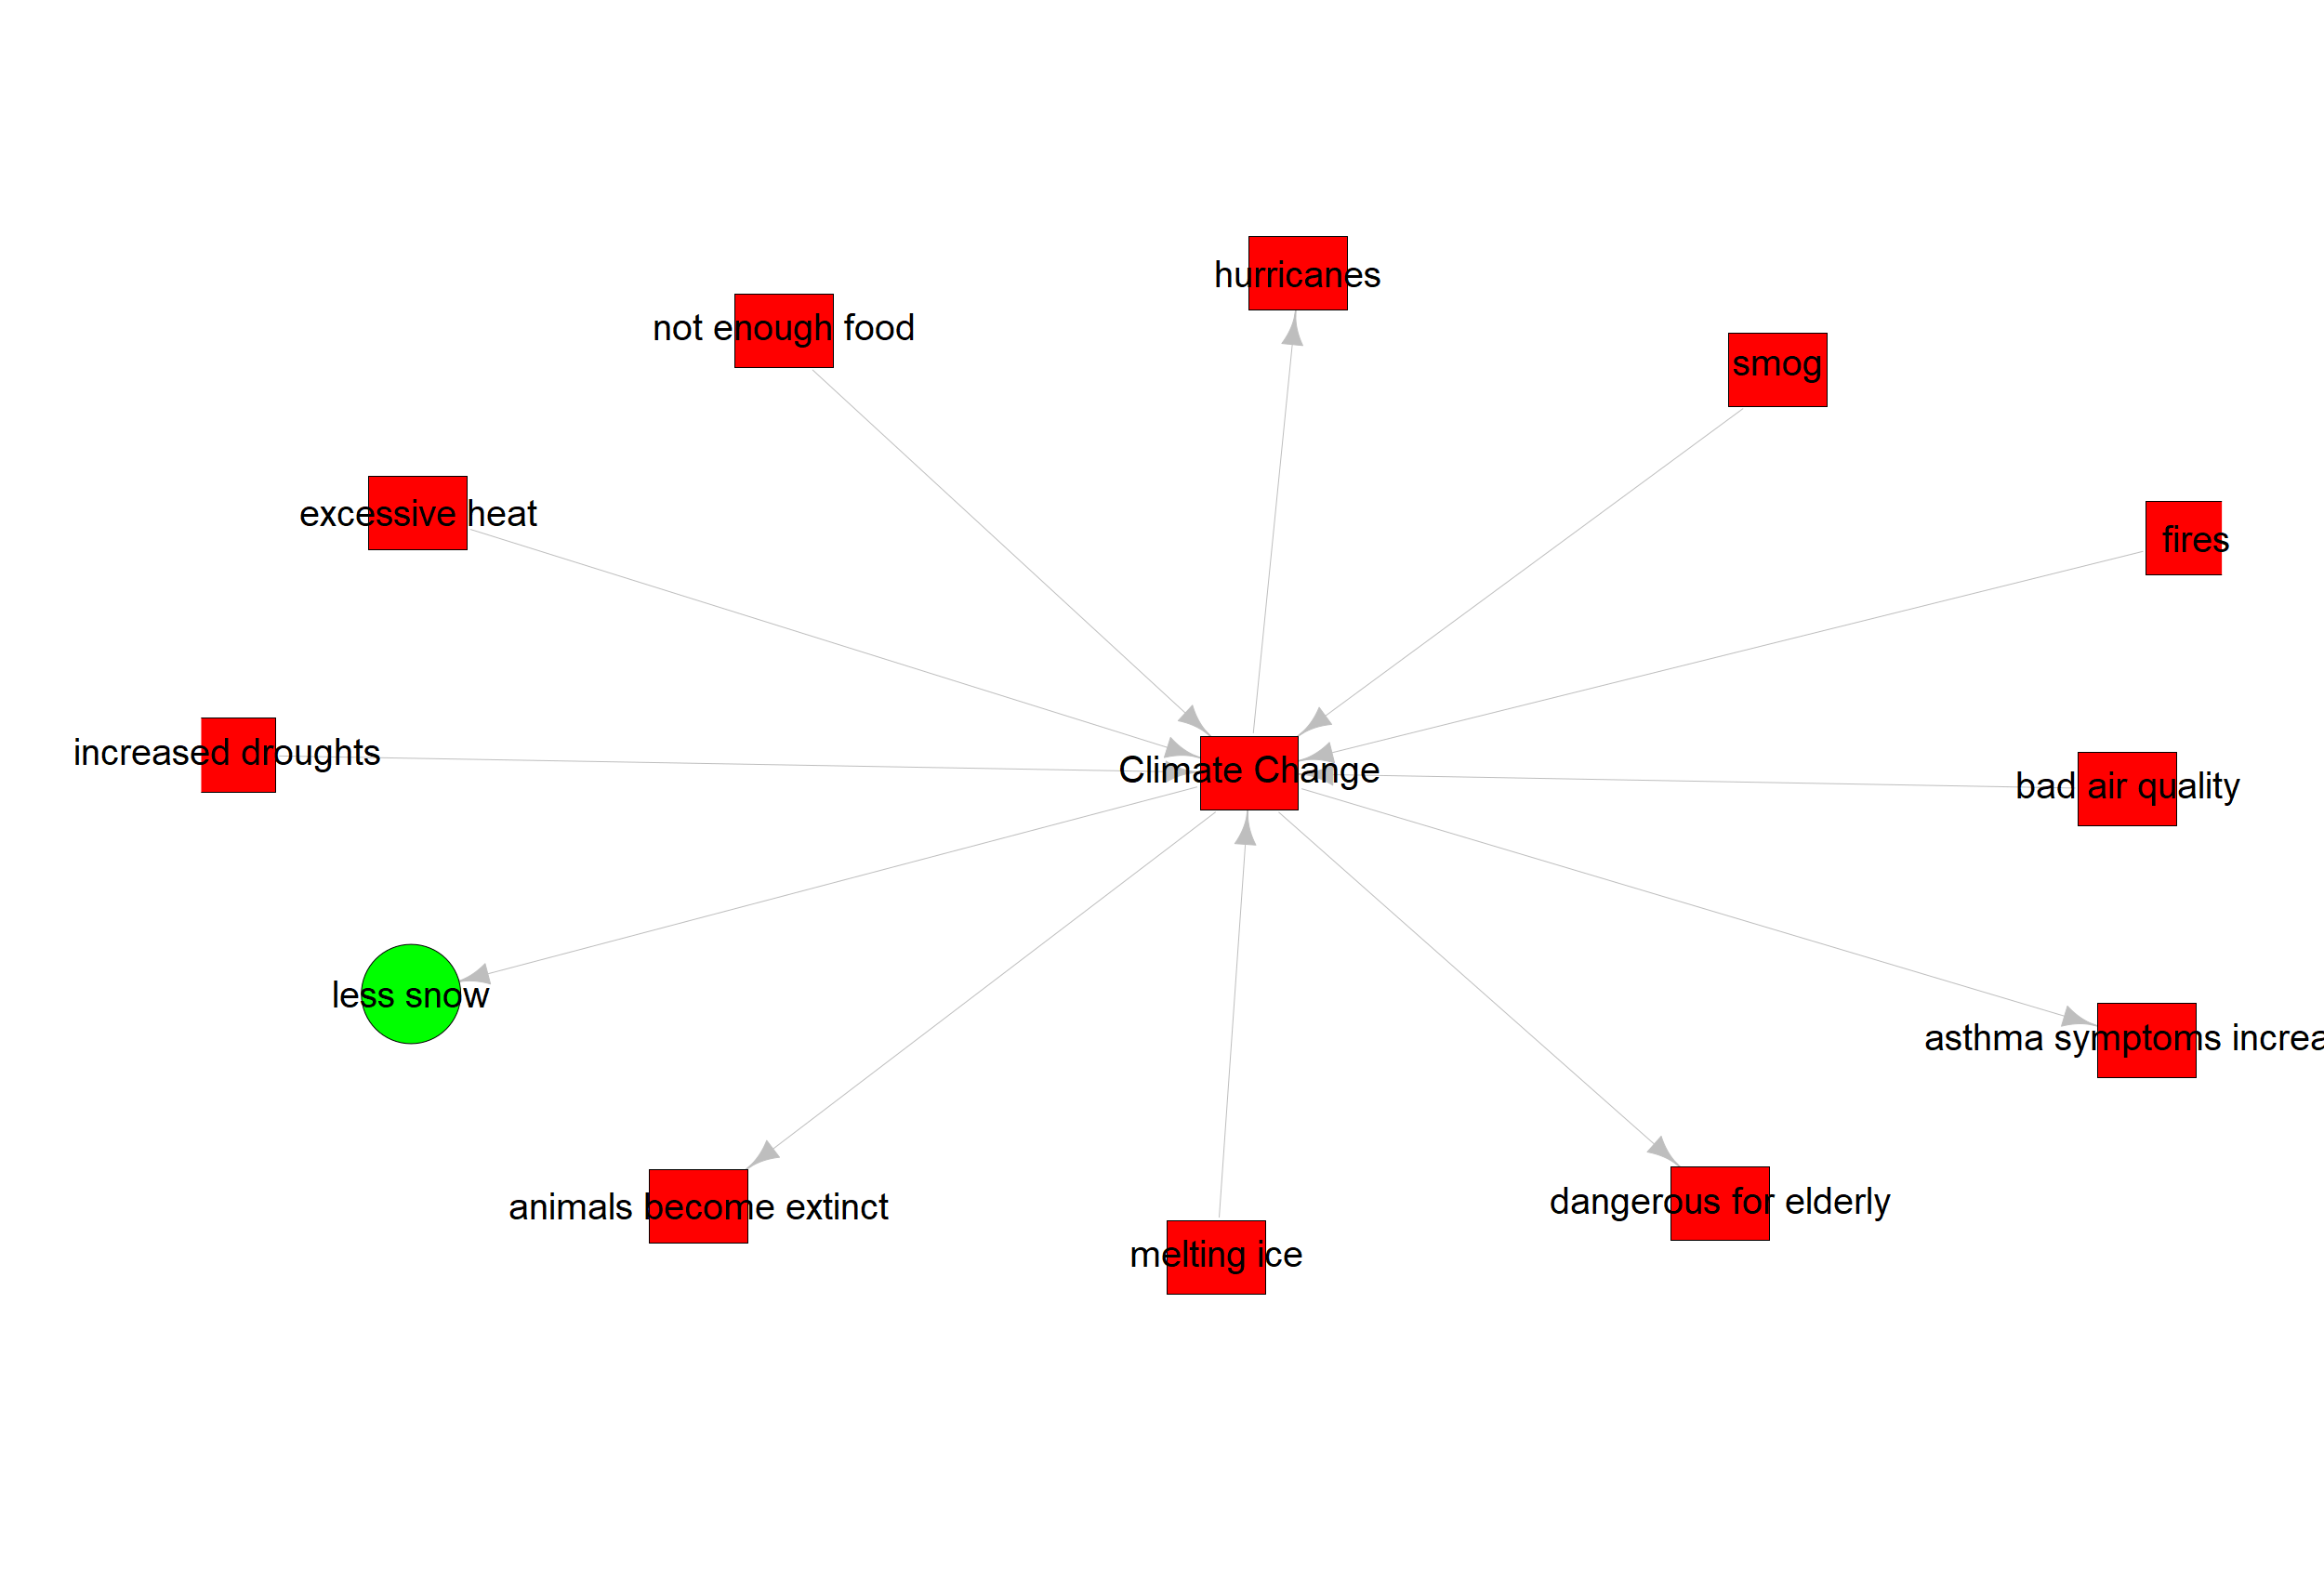 hurricanes
not enough food
smog
excessive heat
fires
increased droughts
Climate Change
bad air quality
less snow
asthma symptoms increa
animals become extinct
dangerous for elderly
melting ice